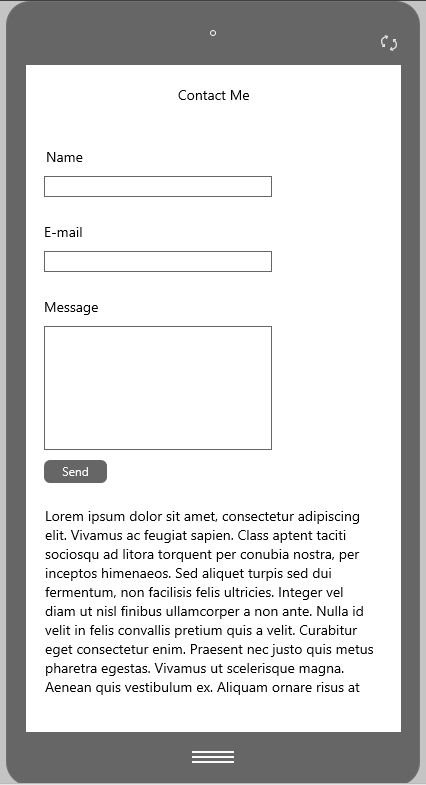 Contact Me
Name
E-mail
Message
Send
Lorem ipsum dolor sit amet, consectetur adipiscing
elit. Vivamus ac feugiat sapien. Class aptent taciti
sociosqu ad litora torquent per conubia nostra, per
inceptos himenaeos. Sed aliquet turpis sed dui
fermentum, non facilisis felis ultricies. Integer vel
diam ut nisl finibus ullamcorper a non ante. Nulla id
velit in felis convallis pretium quis a velit. Curabitur
eget consectetur enim. Praesent nec justo quis metus
pharetra egestas. Vivamus ut scelerisque magna.
Aenean quis vestibulum ex. Aliquam ornare risus at